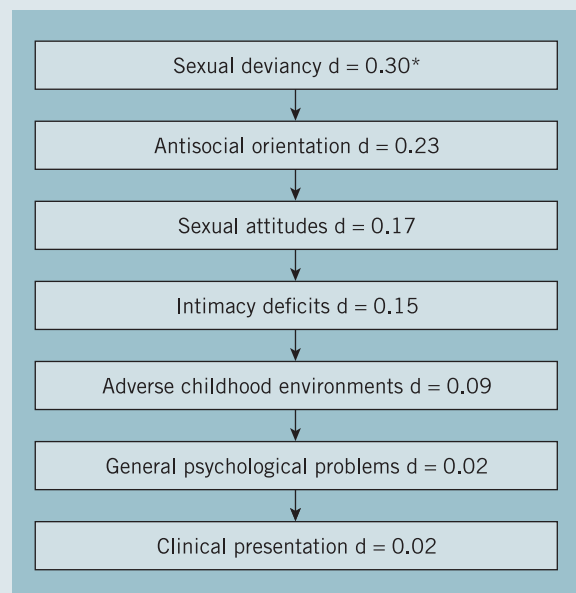 Sexual deviancy d = 0.30*
Antisocial orientation d = 0.23
Sexual attitudes d = 0.17
Intimacy deficits d = 0.15
Adverse childhood environments d = 0.09
General psychological problems d = 0.02
Clinical presentation d = 0.02